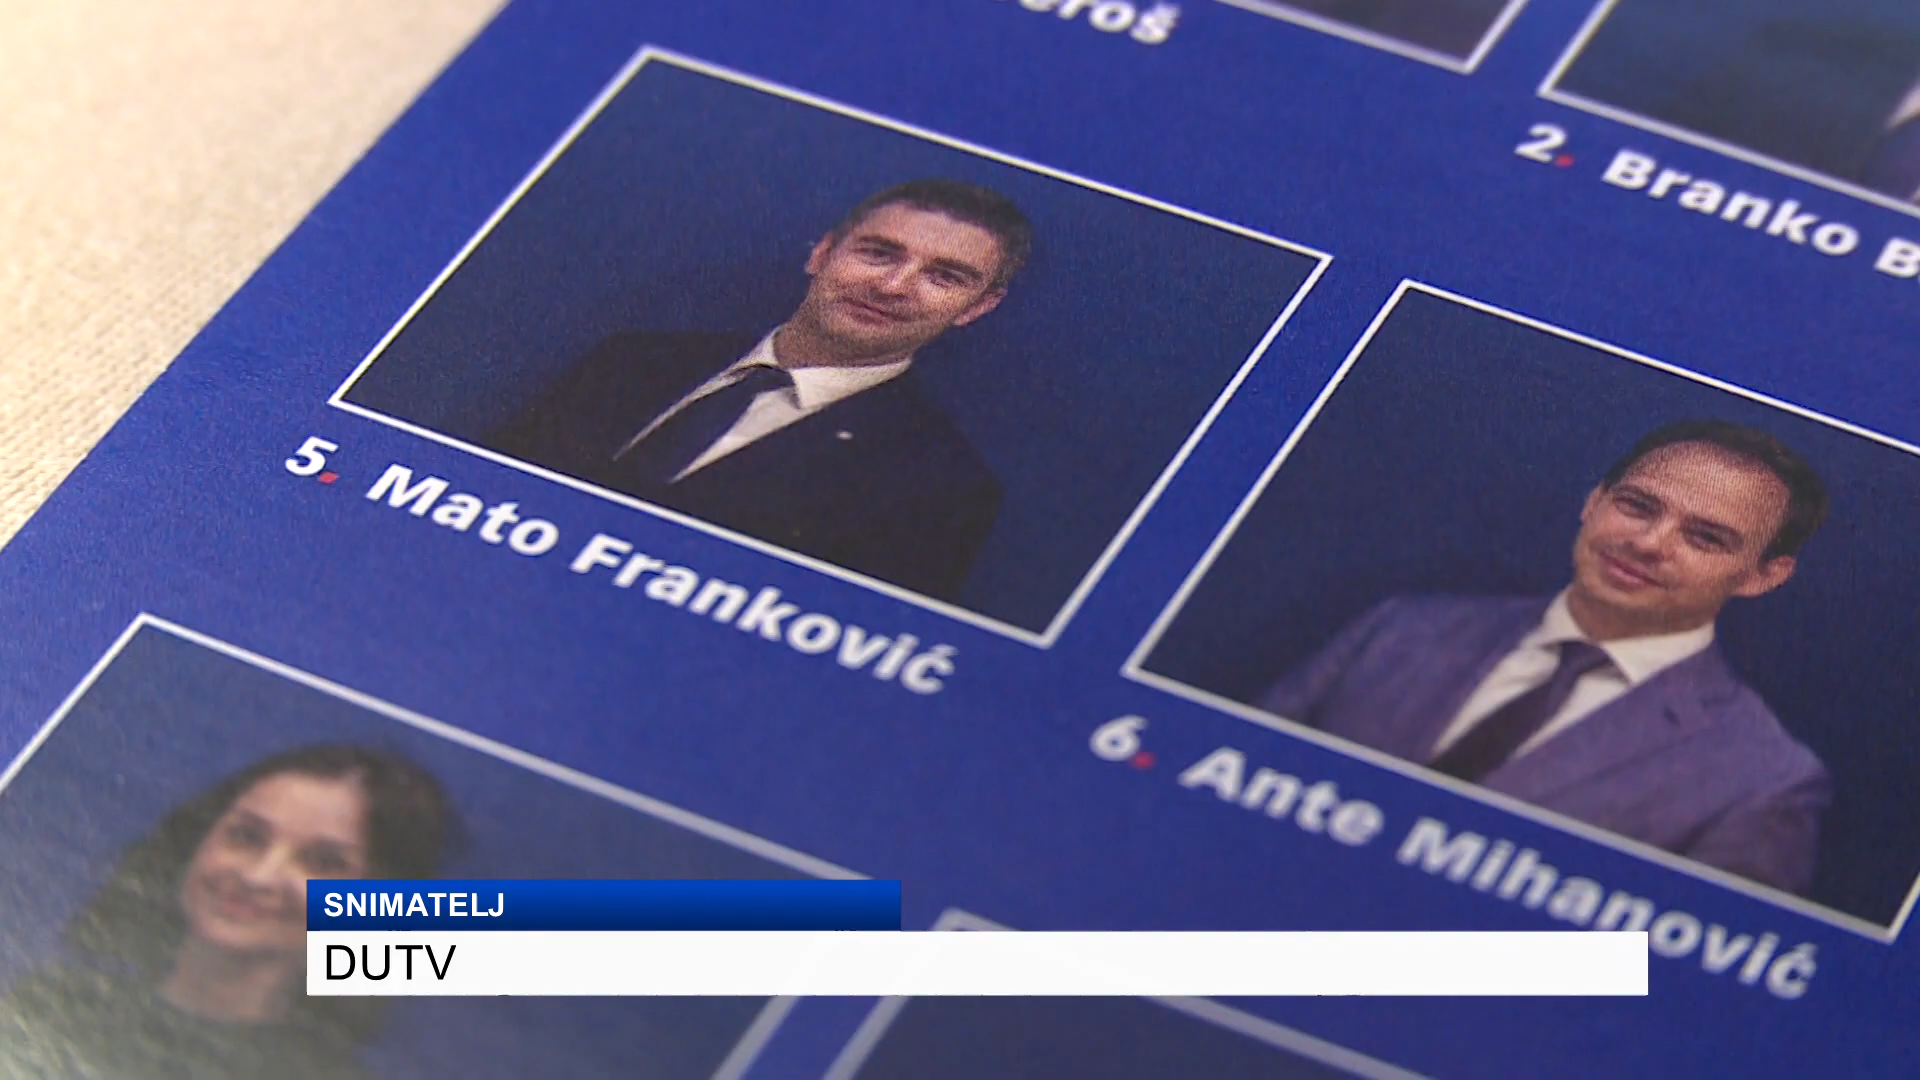 2. Branko
5. Mato Franković
6. Ante Mihanović
SNIMATELJ
DUTV